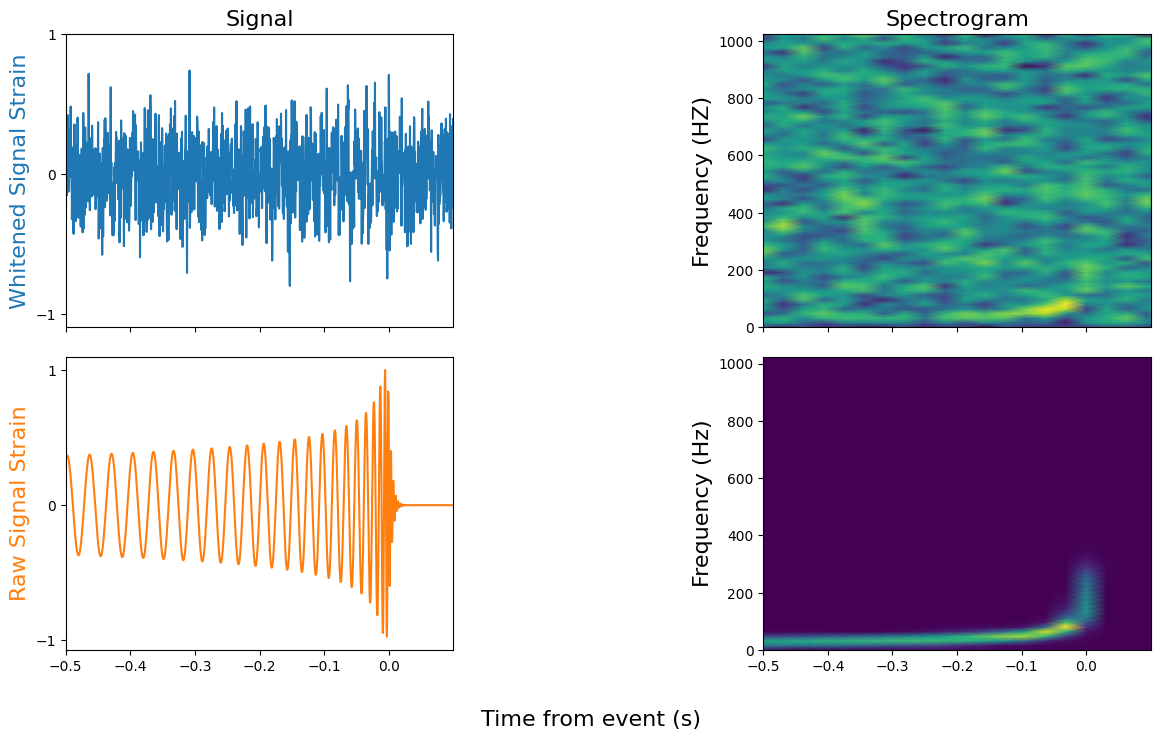 Signal
Whitened Signal Strain
1
0
−1
Spectrogram
Frequency (HZ)
1000
800
600
400
200
0
Raw Signal Strain
1
0
−1
−0.5 −0.4 −0.3 −0.2 −0.1 0.0
Frequency (Hz)
1000
800
600
400
200
0
−0.5 −0.4 −0.3 −0.2 −0.1 0.0
Time from event (s)